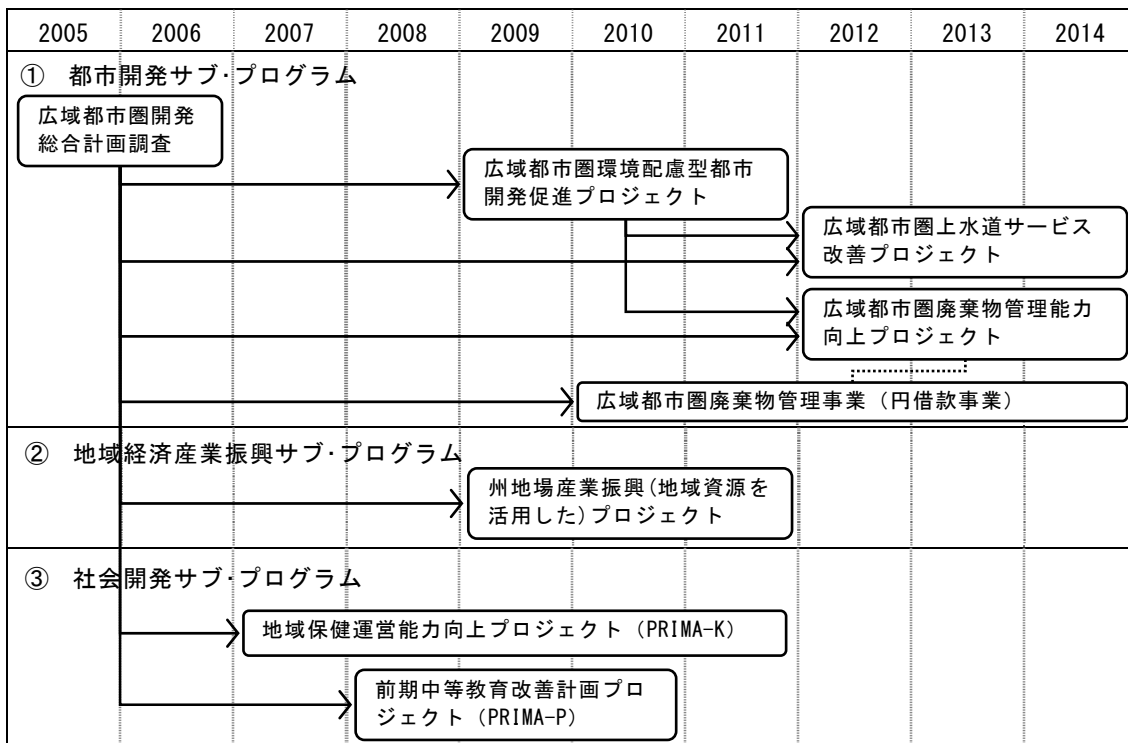 2005 2006 2007 2008 2009 2010 2011 2012 2013 2014
① 都市開発サブ･プログラム
広域都市圏開発
総合計画調査
広域都市圏環境配慮型都市
開発促進プロジェクト
広域都市圏上水道サービス
改善プロジェクト
広域都市圏廃棄物管理能力
向上プロジェクト
広域都市圏廃棄物管理事業（円借款事業）
② 地域経済産業振興サブ･プログラム
州地場産業振興(地域資源を
活用した)プロジェクト
③ 社会開発サブ･プログラム
地域保健運営能力向上プロジェクト（PRIMA-K）
前期中等教育改善計画プロ
ジェクト（PRIMA-P）